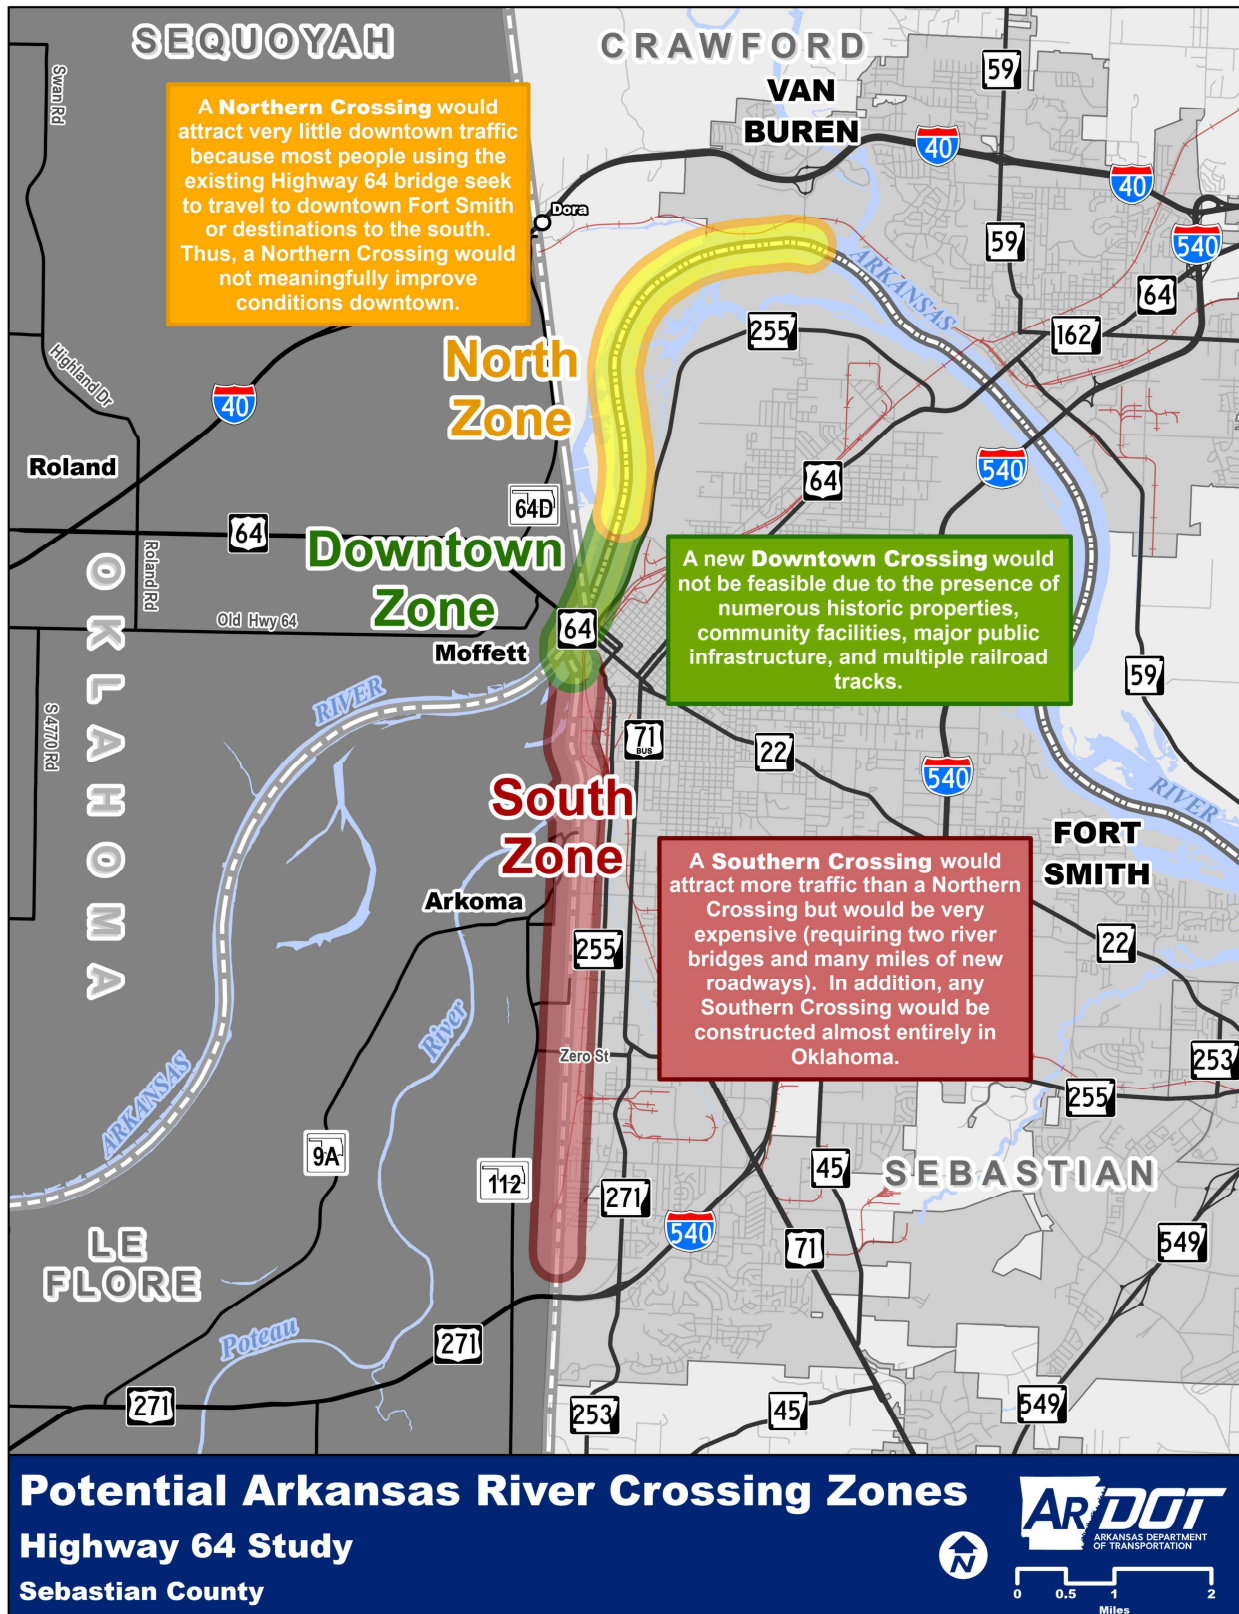 SEQUOYAH
CRAWFORD
VAN
BUREN
59
40
40
Swan Rd
A Northern Crossing would
attract very little downtown traffic
because most people using the
existing Highway 64 bridge seek
to travel to downtown Fort Smith
or destinations to the south.
Thus, a Northern Crossing would
not meaningfully improve
conditions downtown.
Dora
59
540
ARKANSAS
64
255
162
North
Zone
Highland Dr
40
Roland
540
64
64D
64
Downtown
Zone
Roland Rd
Old Hwy 64
64
Moffett
A new Downtown Crossing would
not be feasible due to the presence of
numerous historic properties,
community facilities, major public
infrastructure, and multiple railroad
tracks.
OKLAHOMA
RIVER
59
S 4770 Rd
71
BUS
22
540
RIVER
South
Zone
FORT
SMITH
A Southern Crossing would
attract more traffic than a Northern
Crossing but would be very
expensive (requiring two river
bridges and many miles of new
roadways). In addition, any
Southern Crossing would be
constructed almost entirely in
Oklahoma.
Arkoma
255
22
River
Zero St
253
255
ARKANSAS
9A
112
45
SEBASTIAN
271
540
71
549
LE
FLORE
Poteau
271
271
253
45
549
Potential Arkansas River Crossing Zones
Highway 64 Study
Sebastian County
N
ARDOT
ARKANSAS DEPARTMENT
OF TRANSPORTATION
0 0.5 1 2
Miles